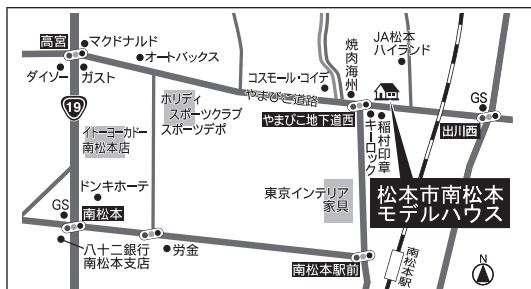 高宮
マクドナルド
オートバックス
ダイソー
ガスト
19
ホリデイ
スポーツクラブ
スポーツデポ
イトーヨーカドー
南松本店
コスモール・コイデ
やまびこ道路
焼肉海州
JA松本
ハイランド
GS
やまびこ地下道西
出川西
キーロック
稲村印章
松本市南松本
モデルハウス
東京インテリア
家具
ドンキホーテ
GS
南松本
八十二銀行
南松本支店
労金
南松本駅前
南松本駅
N